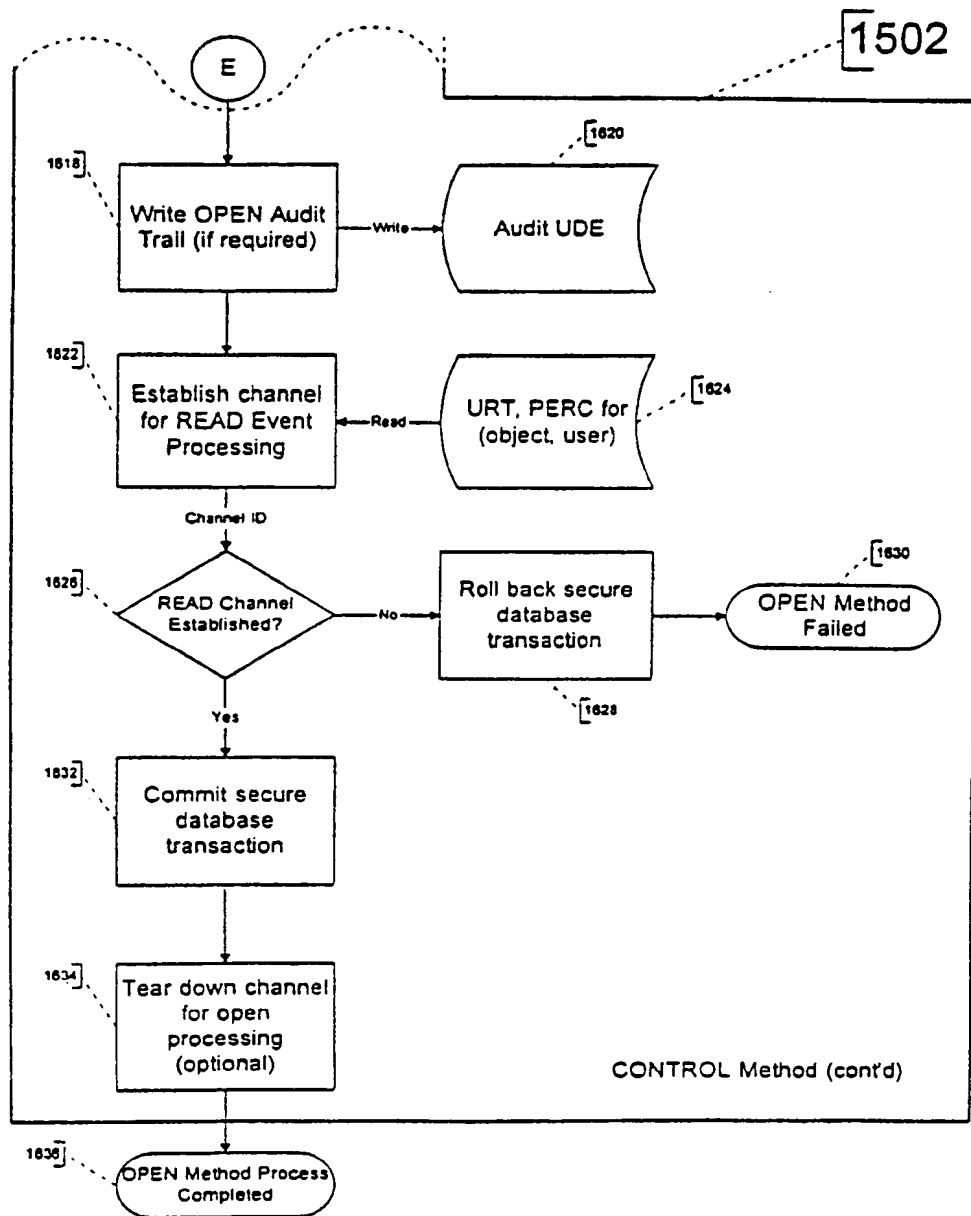 1502
E
1618
Write OPEN Audit
Trail (if required)
Write
1620
Audit UDE
1622
Establish channel
for READ Event
Processing
Read
URT, PERC for
(object, user)
1624
Channel ID
1626
READ Channel
Established?
No
Roll back secure
database
transaction
1628
1630
OPEN Method
Failed
Yes
1632
Commit secure
database
transaction
1634
Tear down channel
for open
processing
(optional)
CONTROL Method (cont'd)
1636
OPEN Method Process
Completed